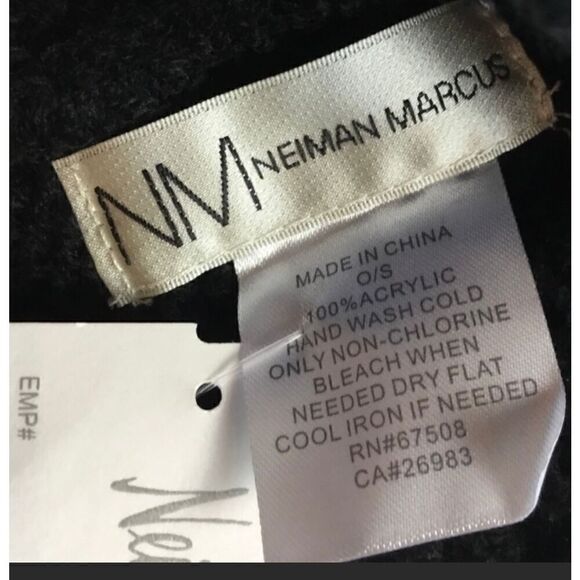 NM NEIMAN MARCUS
MADE IN CHINA
O/S
100%ACRYLIC
HAND WASH COLD
ONLY NON-CHLORINE
BLEACH WHEN
NEEDED DRY FLAT
COOL IRON IF NEEDED
RN#67508
CA#26983
EMP#
Nei